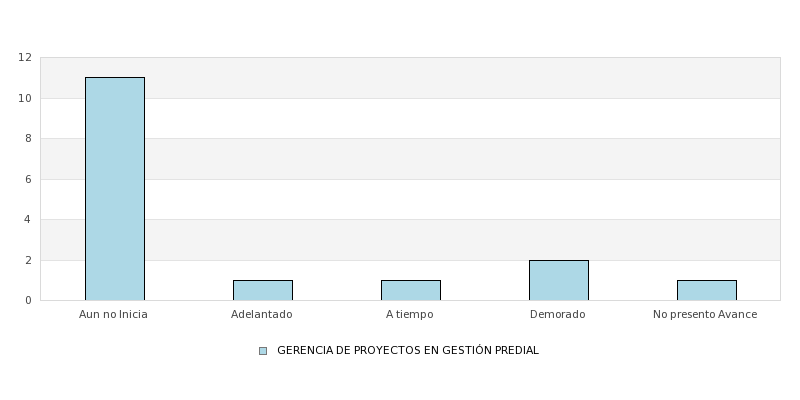 12
10
8
6
4
2
0
Aun no Inicia
Adelantado
A tiempo
Demorado
No presento Avance
GERENCIA DE PROYECTOS EN GESTIÓN PREDIAL